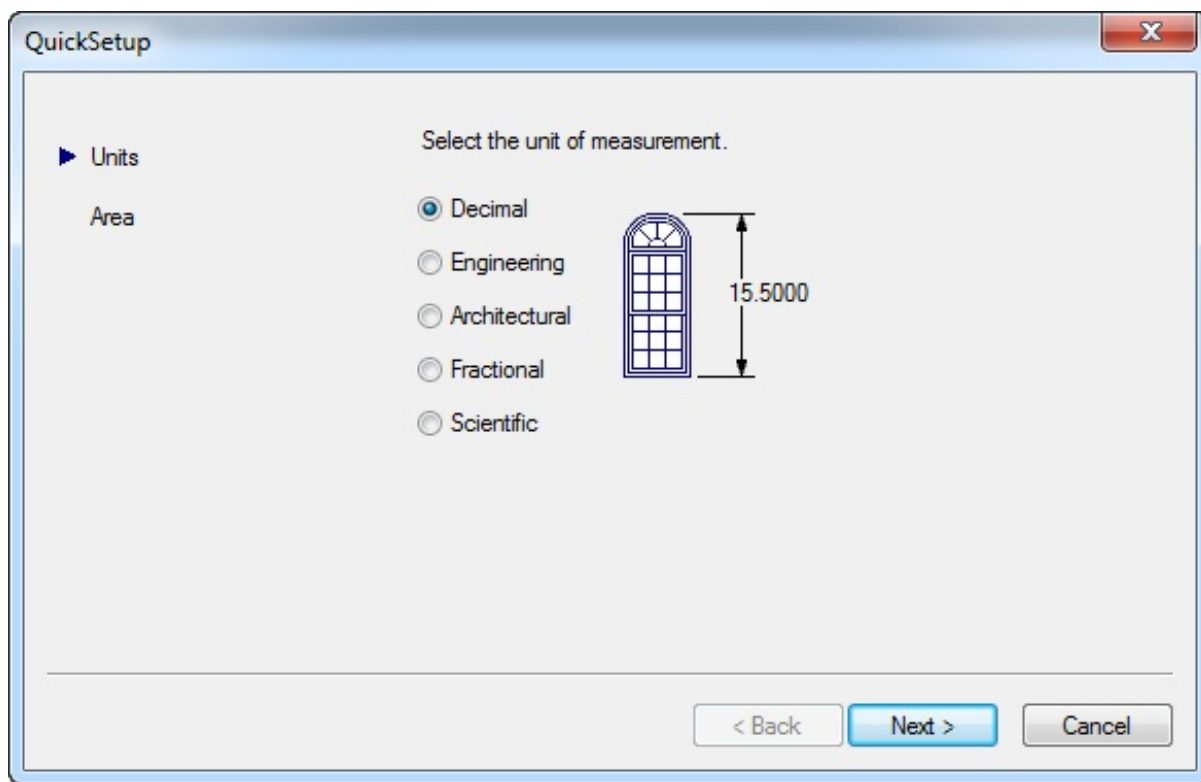 QuickSetup
Units
Area
Select the unit of measurement.
Decimal
Engineering
Architectural
Fractional
Scientific
15.5000
< Back
Next >
Cancel